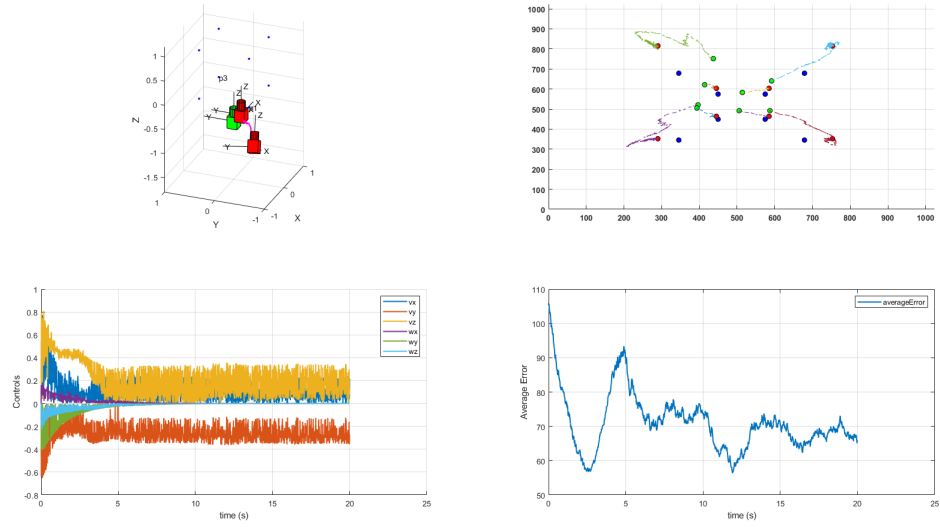 1
0.5
0
-0.5
-1
-1.5
Z
p3
Z
Z
X
Y
Y
Z
Y
X
1
0
-1
Y
-1
0
1
X
1000
900
800
700
600
500
400
300
200
100
0
0 100 200 300 400 500 600 700 800 900 1000
1
0.8
0.6
0.4
0.2
0
-0.2
-0.4
-0.6
-0.8
Controls
vx
vy
vz
wx
wy
wz
0 5 10 15 20 25
time (s)
110
100
90
80
70
60
50
Average Error
averageError
0 5 10 15 20 25
time (s)